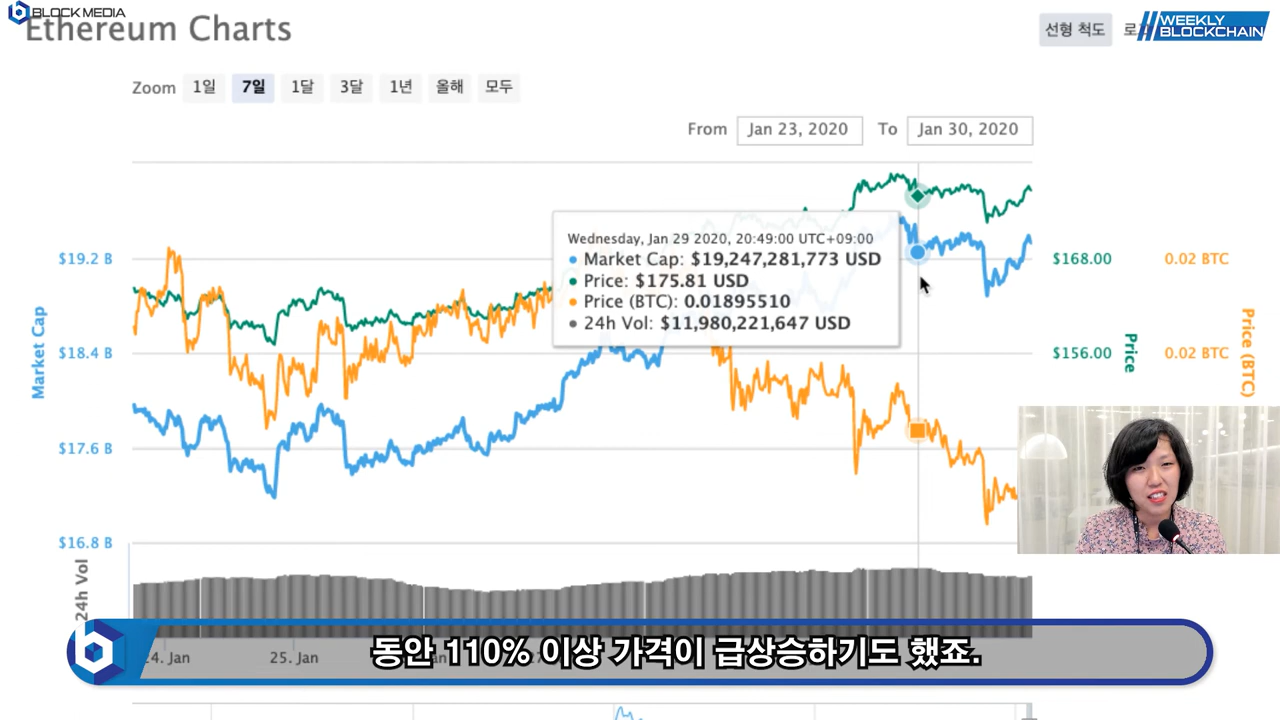 BLOCK MEDIA
Ethereum Charts
선형 척도
WEEKLY
BLOCKCHAIN
Zoom 1일 7일 1달 3달 1년 올해 모두
From Jan 23, 2020 To Jan 30, 2020
Wednesday, Jan 29 2020, 20:49:00 UTC+09:00
Market Cap: $19,247,281,773 USD
Price: $175.81 USD
Price (BTC): 0.01895510
24h Vol: $11,980,221,647 USD
$19.2 B
$18.4 B
$17.6 B
$16.8 B
Market Cap
24h Vol
$168.00
$156.00
Price
0.02 BTC
0.02 BTC
Price (BTC)
24. Jan
25. Jan
동안 110% 이상 가격이 급상승하기도 했죠.